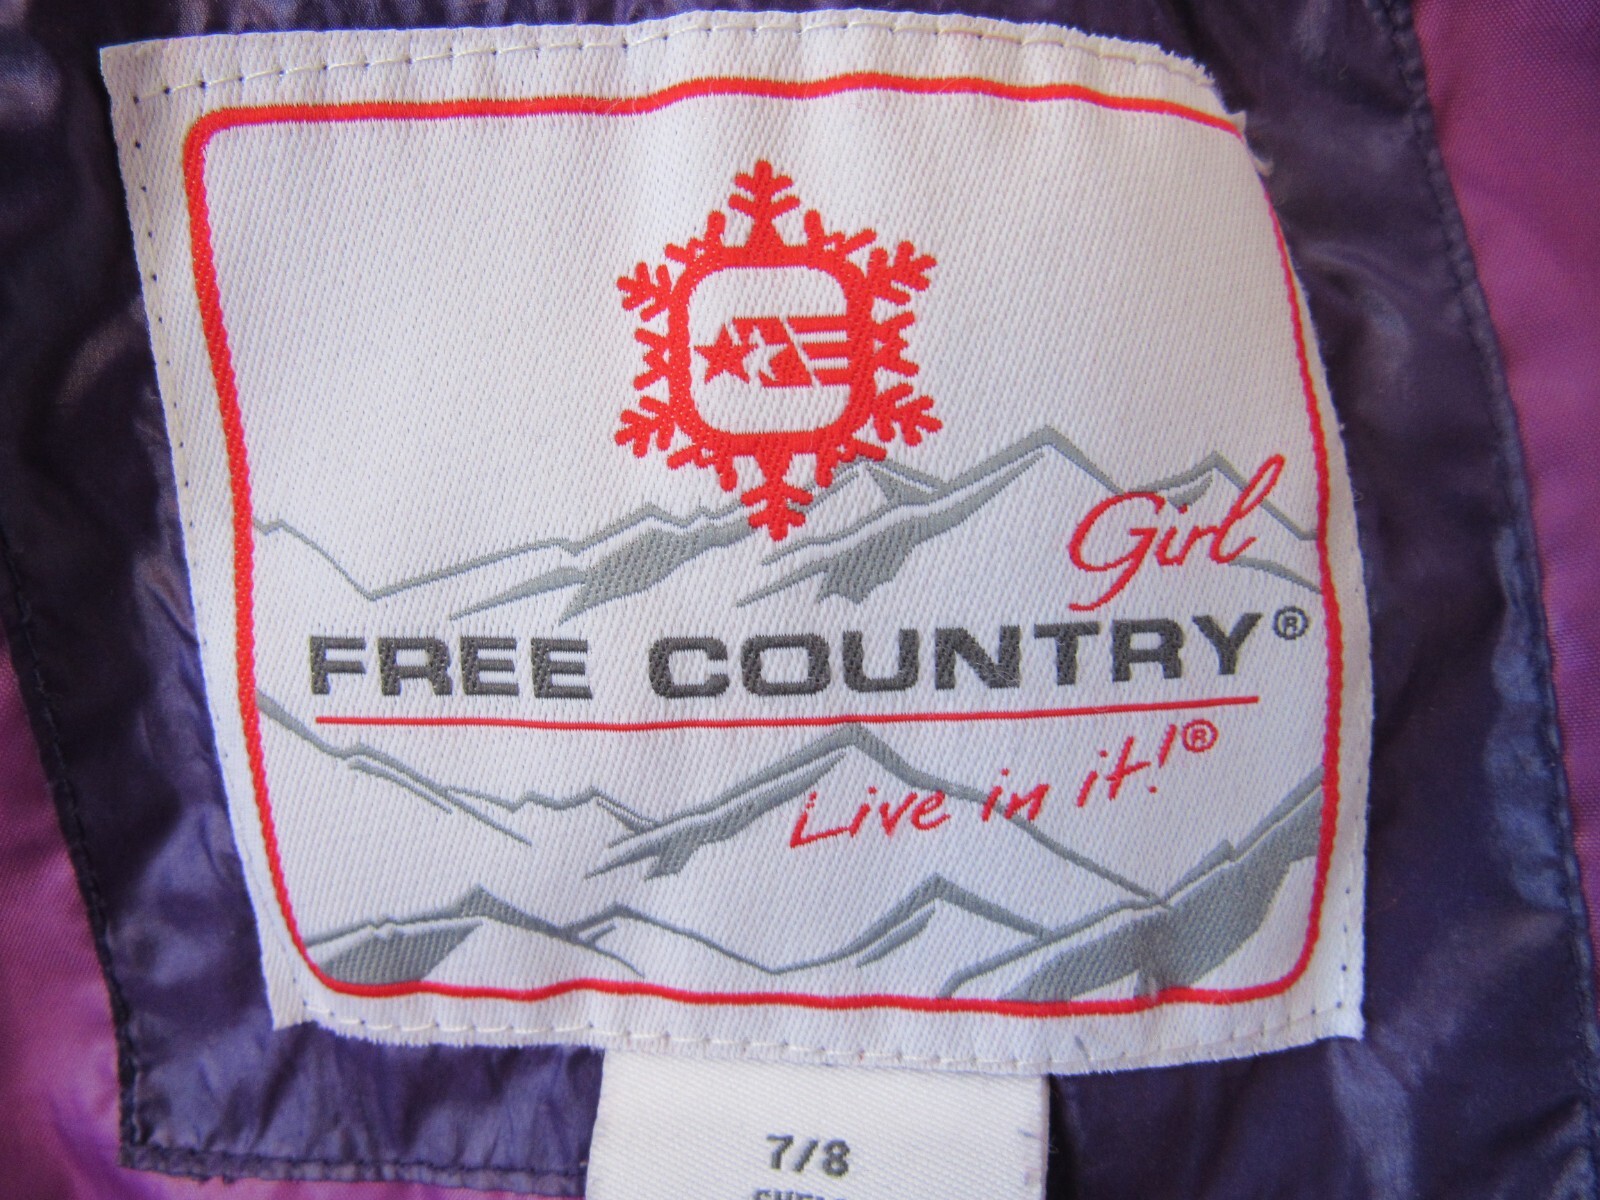 Girl
FREE COUNTRY®
Live in it!®
7/8